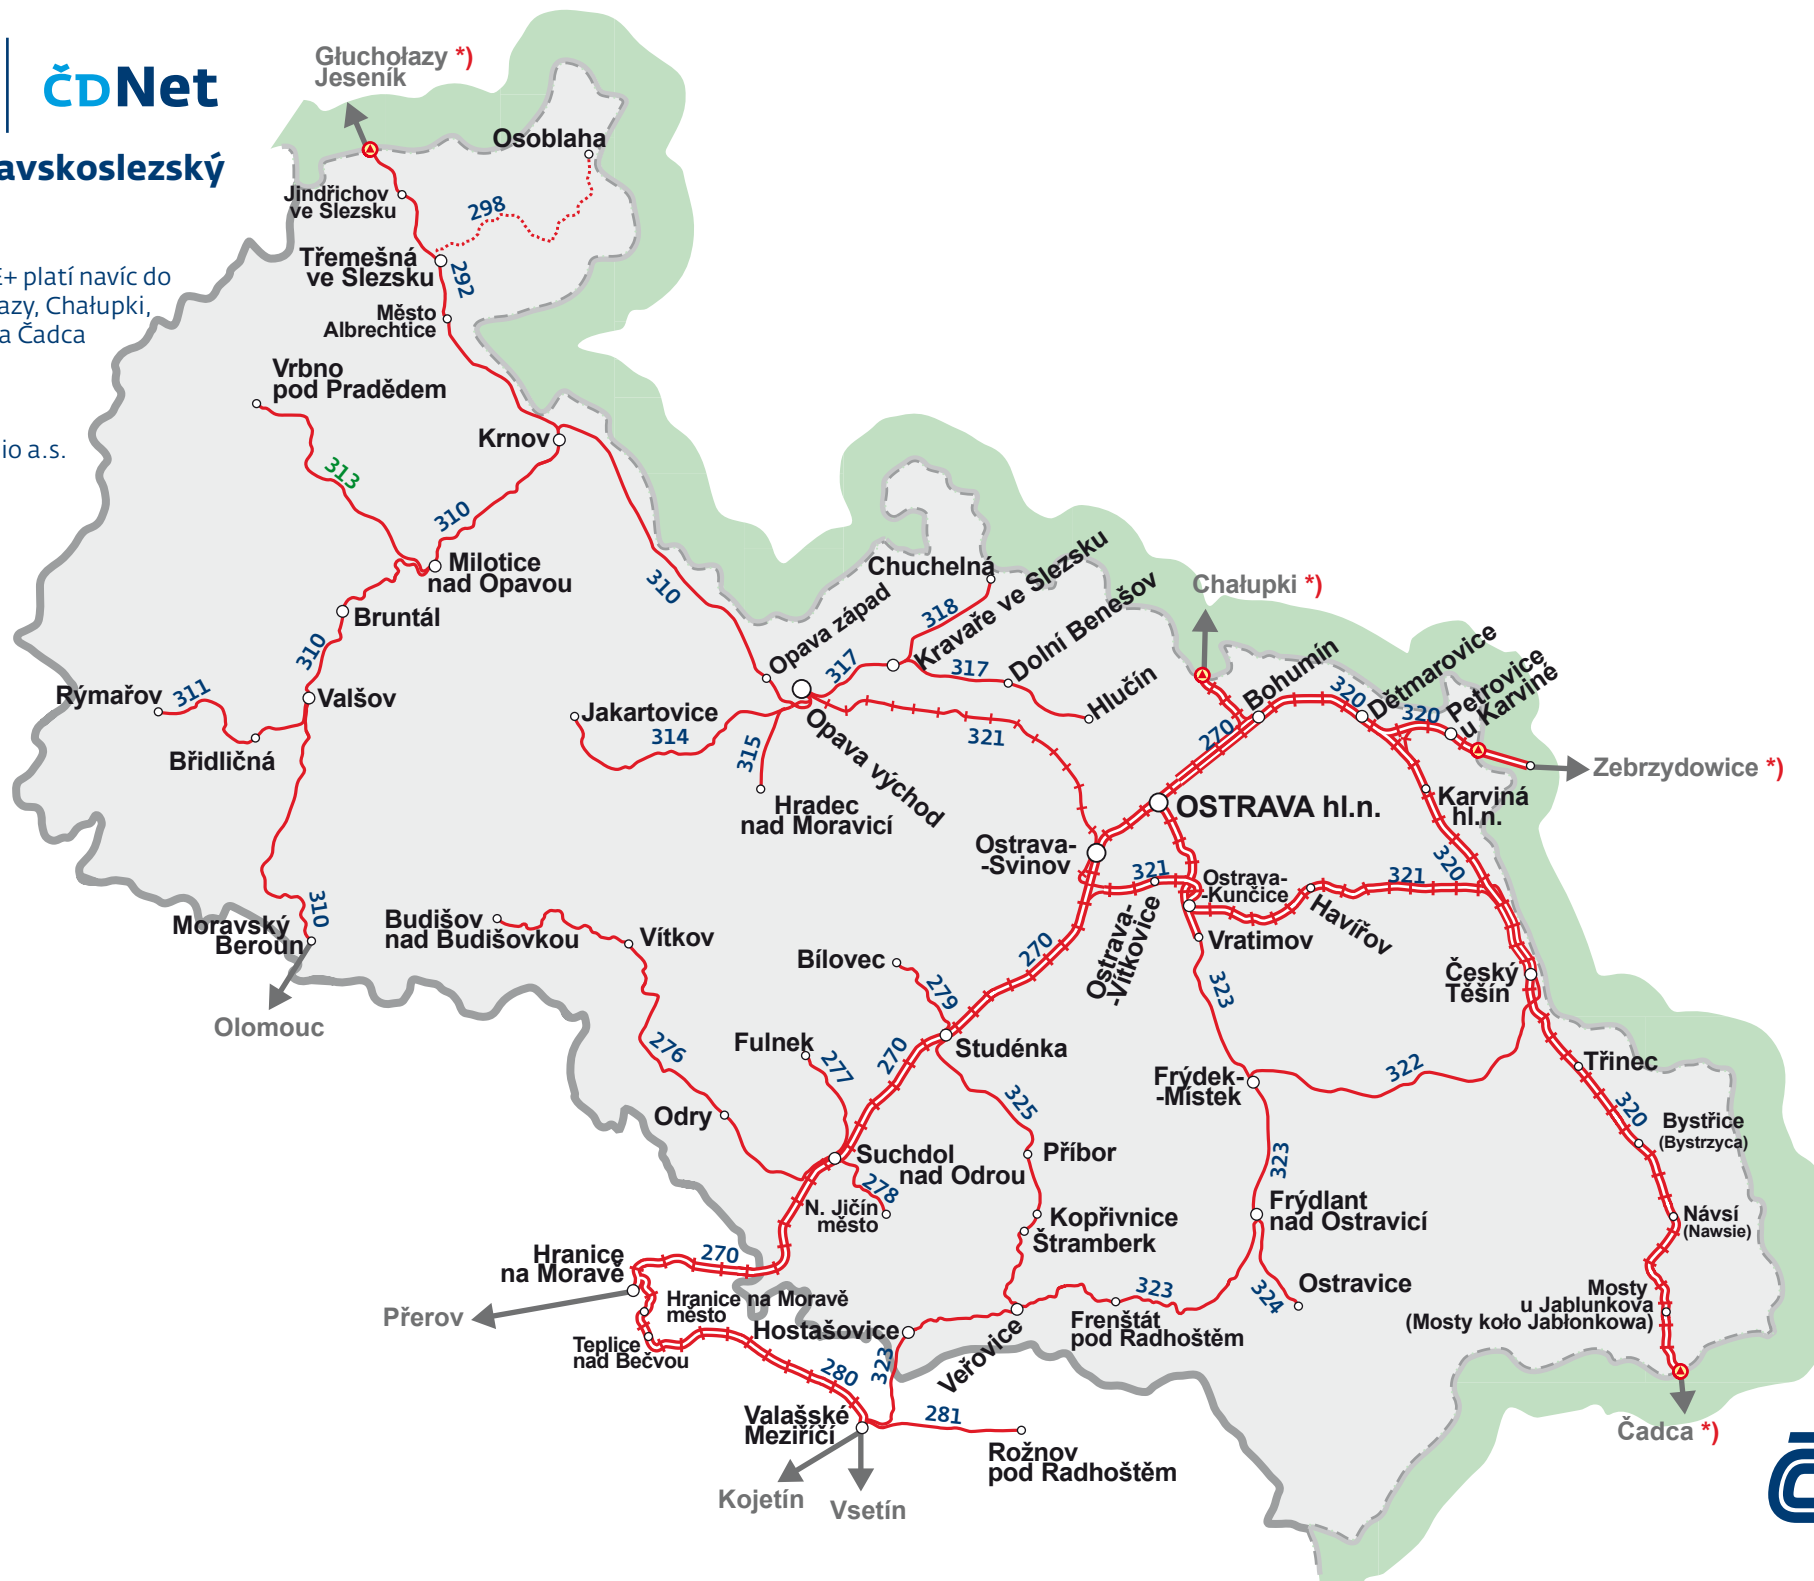 Głuchołazy *)
Jeseník
ČD Net
avskoslezský
E+ platí navíc do
azy, Chałupki,
a Čadca
io a.s.
Osoblaha
298
Jindřichov
ve Slezsku
Třemešná
ve Slezsku
292
Město
Albrechtice
Vrbno
pod Pradědem
Krnov
313
310
Milotice
nad Opavou
Bruntál
310
310
Rýmařov
311
Valšov
Břidličná
Chuchelná
318
Kravaře ve Slezsku
Opava západ
317
317
Dolní Benešov
Hlučín
Jakartovice
314
315
Opava východ
321
Hradec
nad Moravicí
Chałupki *)
Bohumín
270
320
Dětmarovice
320
Petrovice
u Karviné
Zebrzydowice *)
Karviná
hl.n.
320
OSTRAVA hl.n.
Ostrava-
-Svinov
321
Ostrava-
-Kunčice
321
Havířov
Ostrava-
-Vítkovice
Vratimov
Český
Těšín
310
Moravský
Beroun
Olomouc
Budišov
nad Budišovkou
Vítkov
Bílovec
279
270
323
276
Fulnek
277
270
Studénka
325
Frýdek-
-Místek
322
Třinec
320
Bystřice
(Bystrzyca)
Odry
Suchdol
nad Odrou
278
N. Jičín
město
Příbor
323
Kopřivnice
Štramberk
Frýdlant
nad Ostravicí
Návsí
(Nawsie)
Hranice
na Moravě
270
Přerov
Hranice na Moravě
město
Teplice
nad Bečvou
Hostašovice
323
280
Veřovice
323
Frenštát
pod Radhoštěm
324
Ostravice
Mosty
u Jablunkova
(Mosty koło Jabłonkowa)
Čadca *)
Valašské
Meziříčí
281
Rožnov
pod Radhoštěm
Kojetín
Vsetín